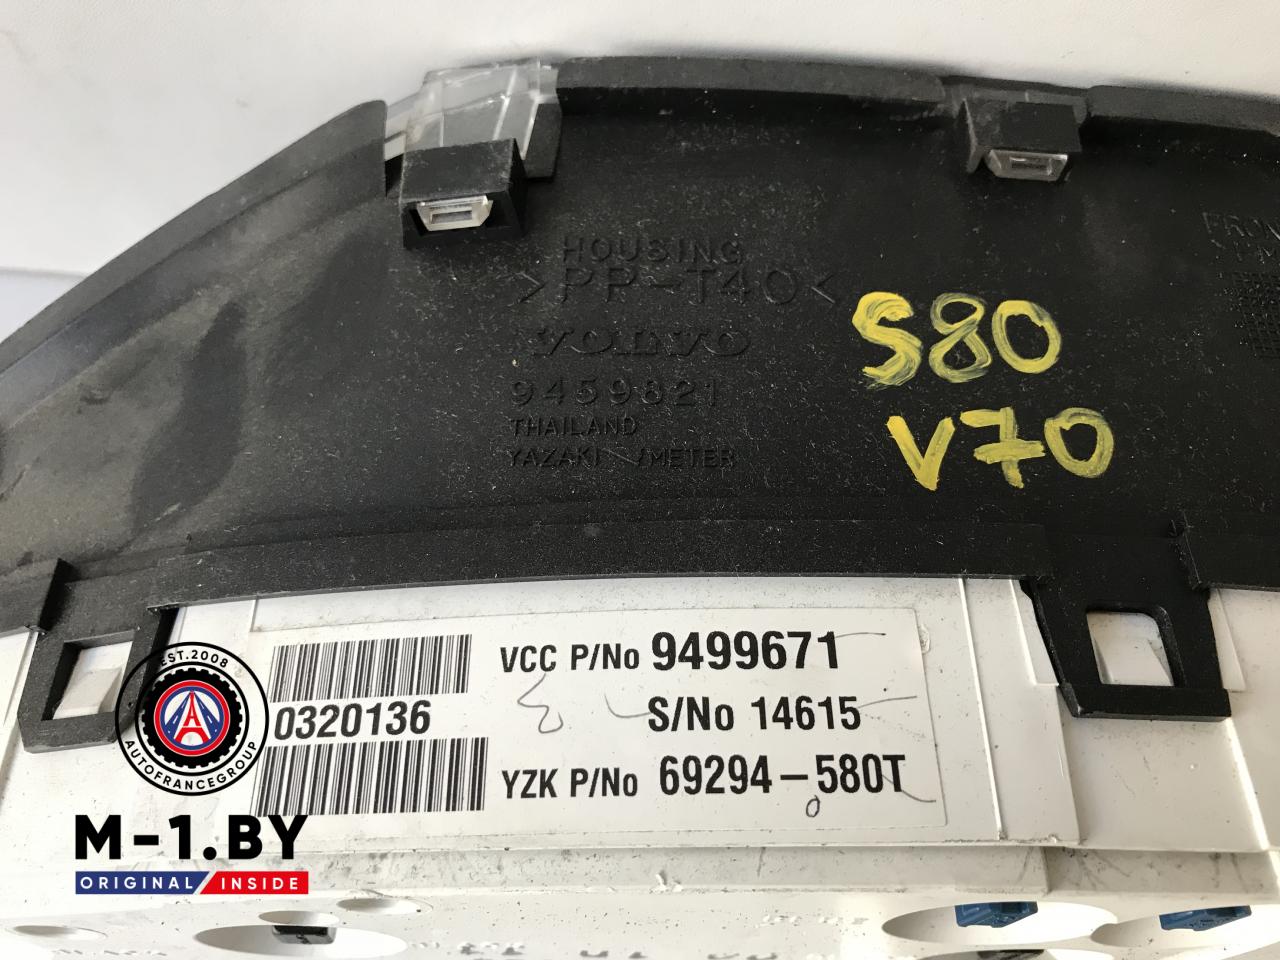 HOUSING
>PP-T40<
VOLVO
9459821
THAILAND
YAZAKI METER
S80
V70
VCC P/No 9499671
0320136
S/No 14615
YZK P/No 69294-580T
EST.2008
AUTOFRANCEGROUP
M-1.BY
ORIGINAL INSIDE